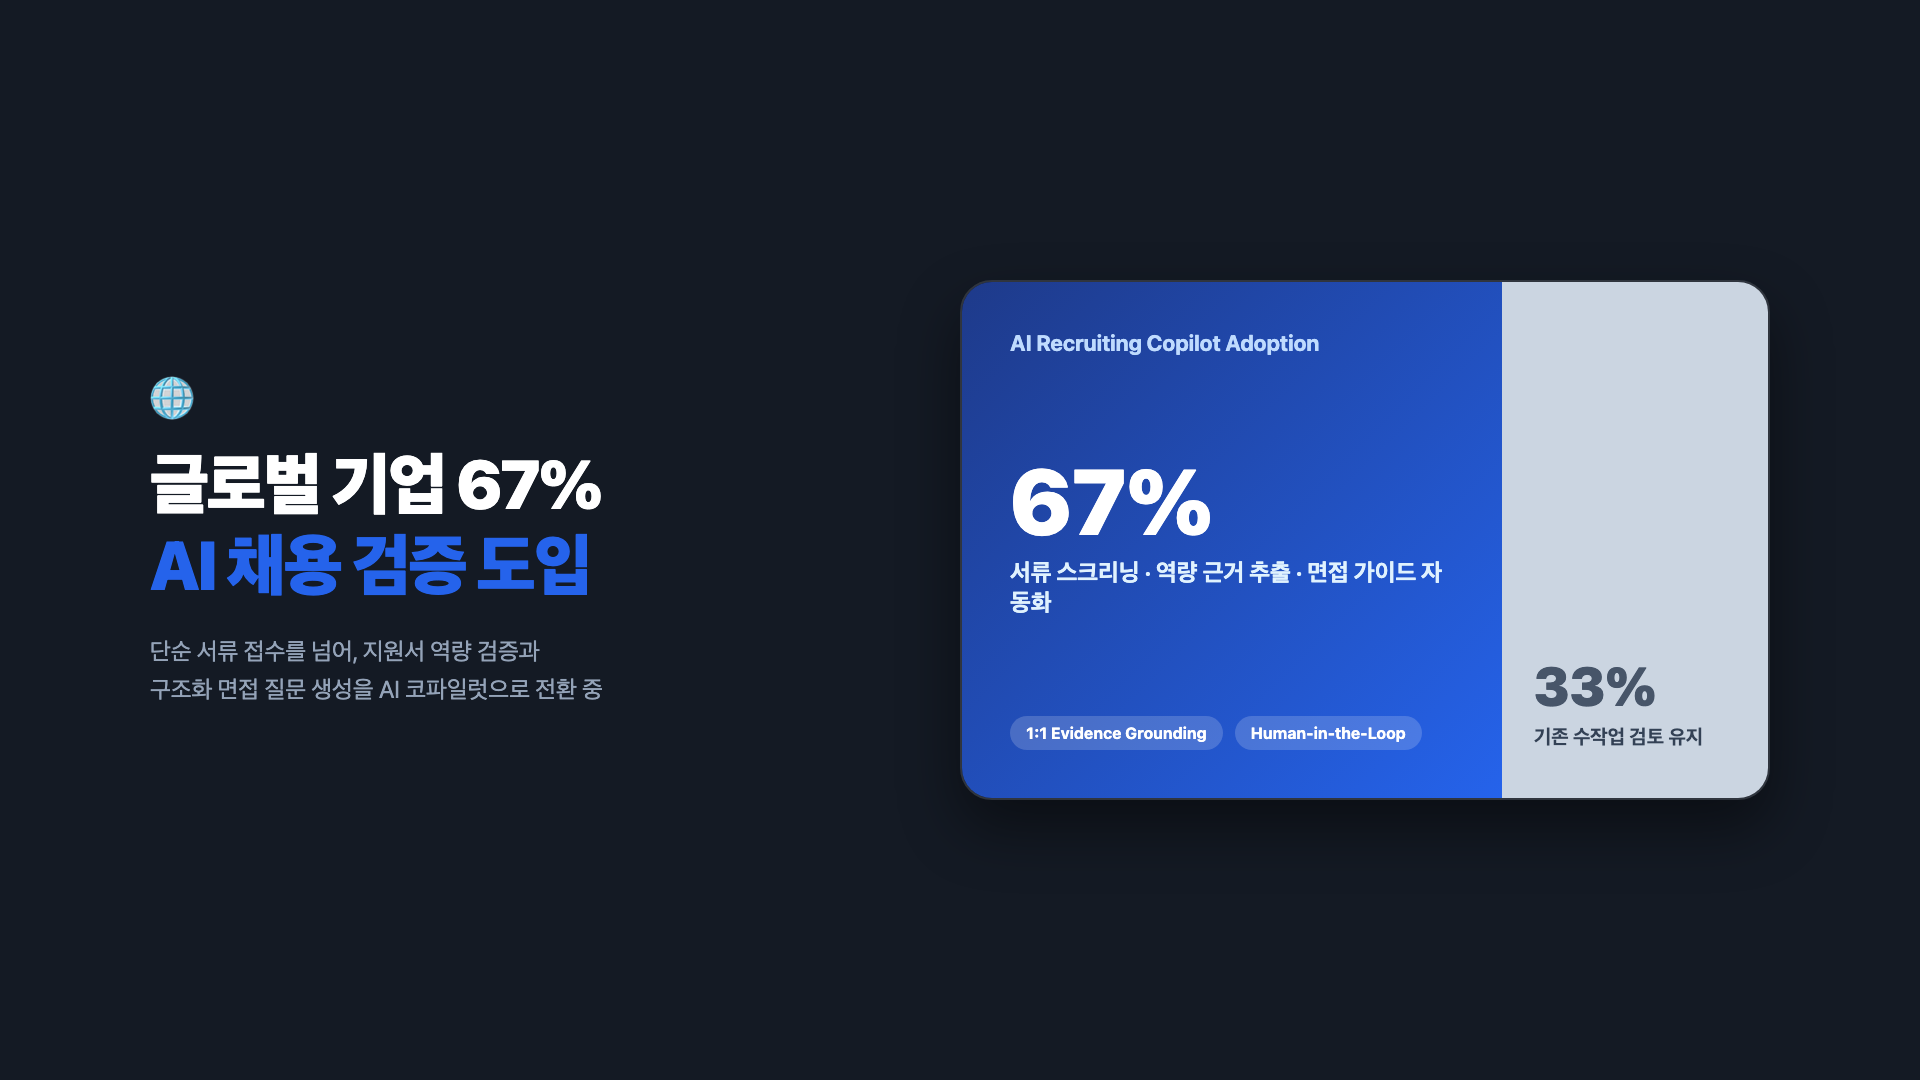 글로벌 기업 67%
AI 채용 검증 도입
단순 서류 접수를 넘어, 지원서 역량 검증과
구조화 면접 질문 생성을 AI 코파일럿으로 전환 중
AI Recruiting Copilot Adoption
67%
서류 스크리닝 · 역량 근거 추출 · 면접 가이드 자
동화
1:1 Evidence Grounding
Human-in-the-Loop
33%
기존 수작업 검토 유지